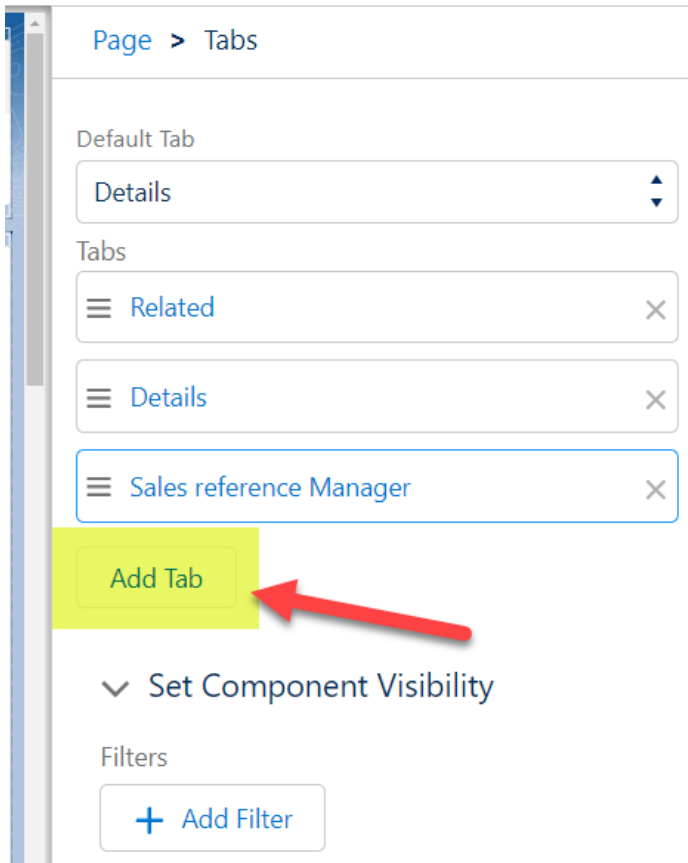 Page > Tabs
Default Tab
Details
Tabs
Related
Details
Sales reference Manager
Add Tab
Set Component Visibility
Filters
+ Add Filter